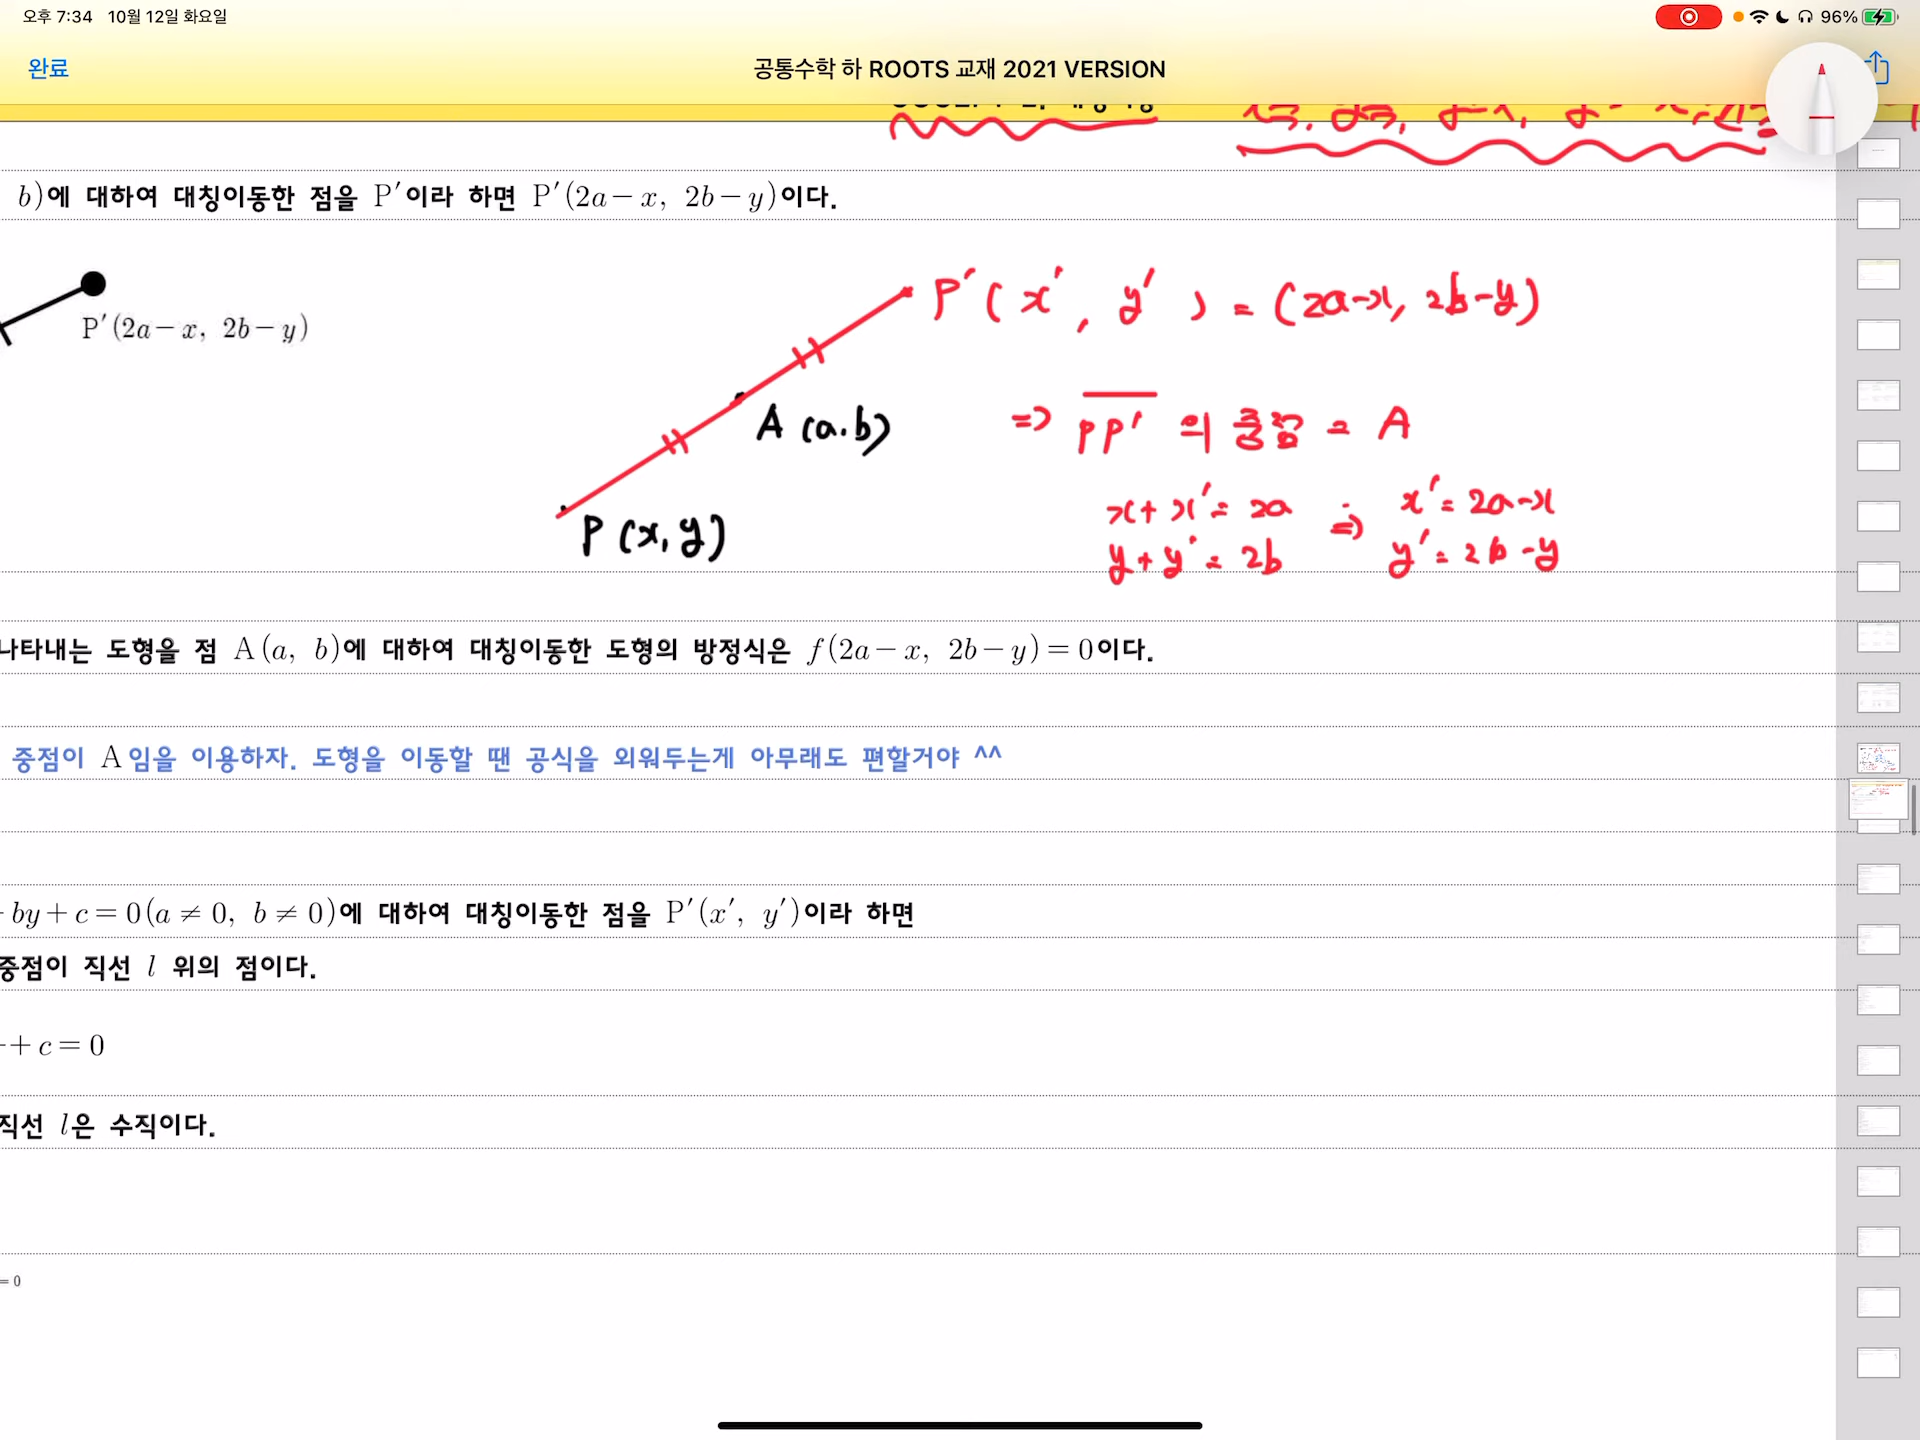 오후 7:34 10월 12일 화요일 96%
완료 공통수학 하 ROOTS 교재 2021 VERSION
b)에 대하여 대칭이동한 점을 P′이라 하면 P′(2a−x, 2b−y)이다.
P′(2a−x, 2b−y)
P′(x′, y′) = (2a−x, 2b−y)
A (a.b)
⇒ PP′ 의 중점 = A
P (x, y)
x+x′=2a ⇒ x′=2a−x
y+y′=2b y′=2b−y
나타내는 도형을 점 A(a, b)에 대하여 대칭이동한 도형의 방정식은 f(2a−x, 2b−y)=0이다.
중점이 A임을 이용하자. 도형을 이동할 땐 공식을 외워두는게 아무래도 편할거야 ^^
by+c=0(a≠0, b≠0)에 대하여 대칭이동한 점을 P′(x′, y′)이라 하면
중점이 직선 l 위의 점이다.
+c=0
직선 l은 수직이다.
=0